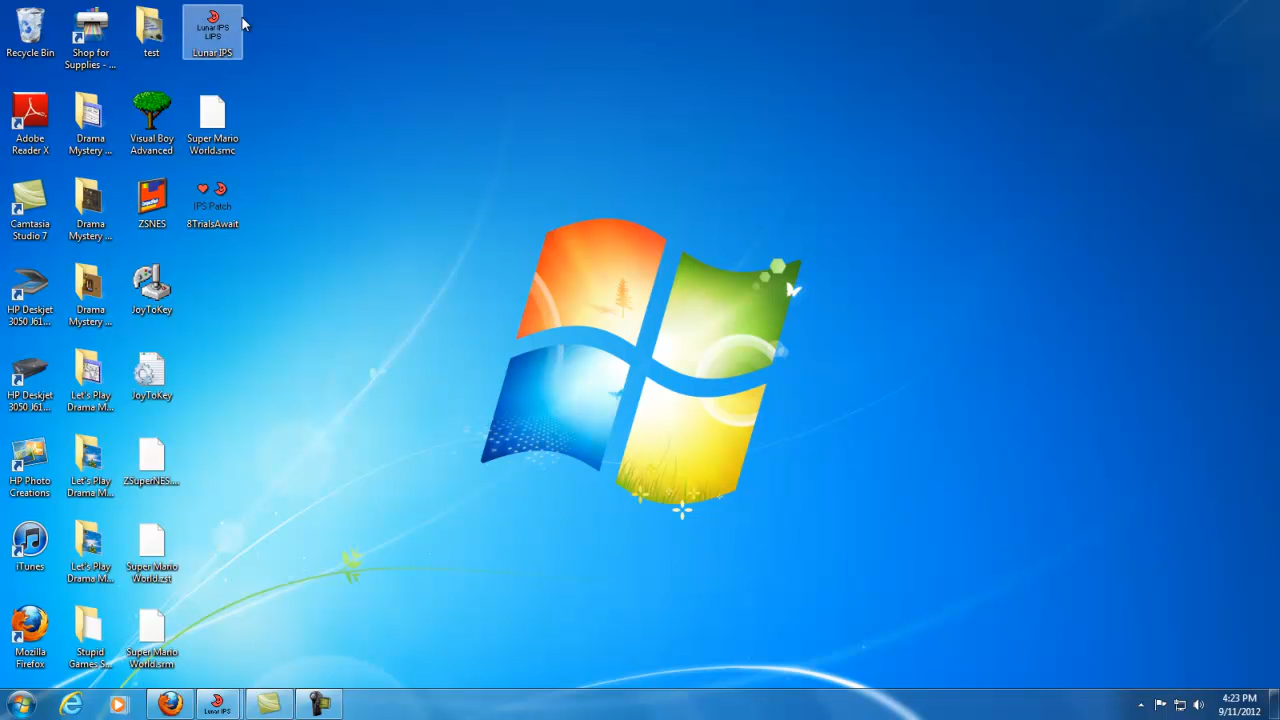 Recycle Bin
Shop for
Supplies - ...
test
Lunar IPS
LIPS
Lunar IPS
Adobe
Reader X
Drama
Mystery ...
Visual Boy
Advanced
Super Mario
World.smc
Camtasia
Studio 7
Drama
Mystery ...
ZSNES
IPS Patch
8TrialsAwait
HP Deskjet
3050 J61...
Drama
Mystery ...
JoyToKey
HP Deskjet
3050 J61...
Let's Play
Drama M...
JoyToKey
HP Photo
Creations
Let's Play
Drama M...
ZSuperNES....
iTunes
Let's Play
Drama M...
Super Mario
World.zst
Mozilla
Firefox
Stupid
Games S...
Super Mario
World.srm
Lunar IPS
4:23 PM
9/11/2012